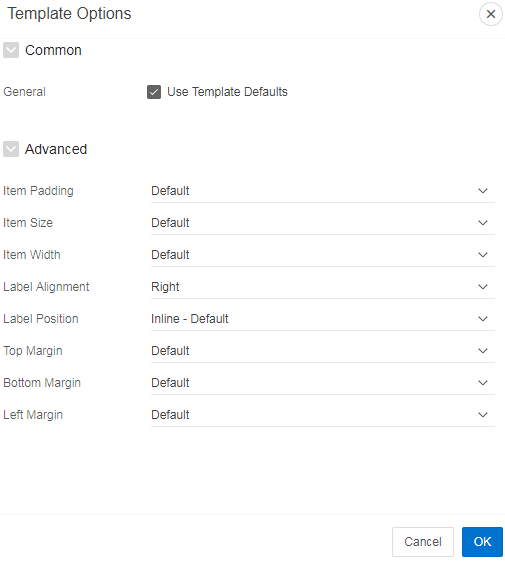 Template Options
Common
General Use Template Defaults
Advanced
Item Padding Default
Item Size Default
Item Width Default
Label Alignment Right
Label Position Inline - Default
Top Margin Default
Bottom Margin Default
Left Margin Default
Cancel OK